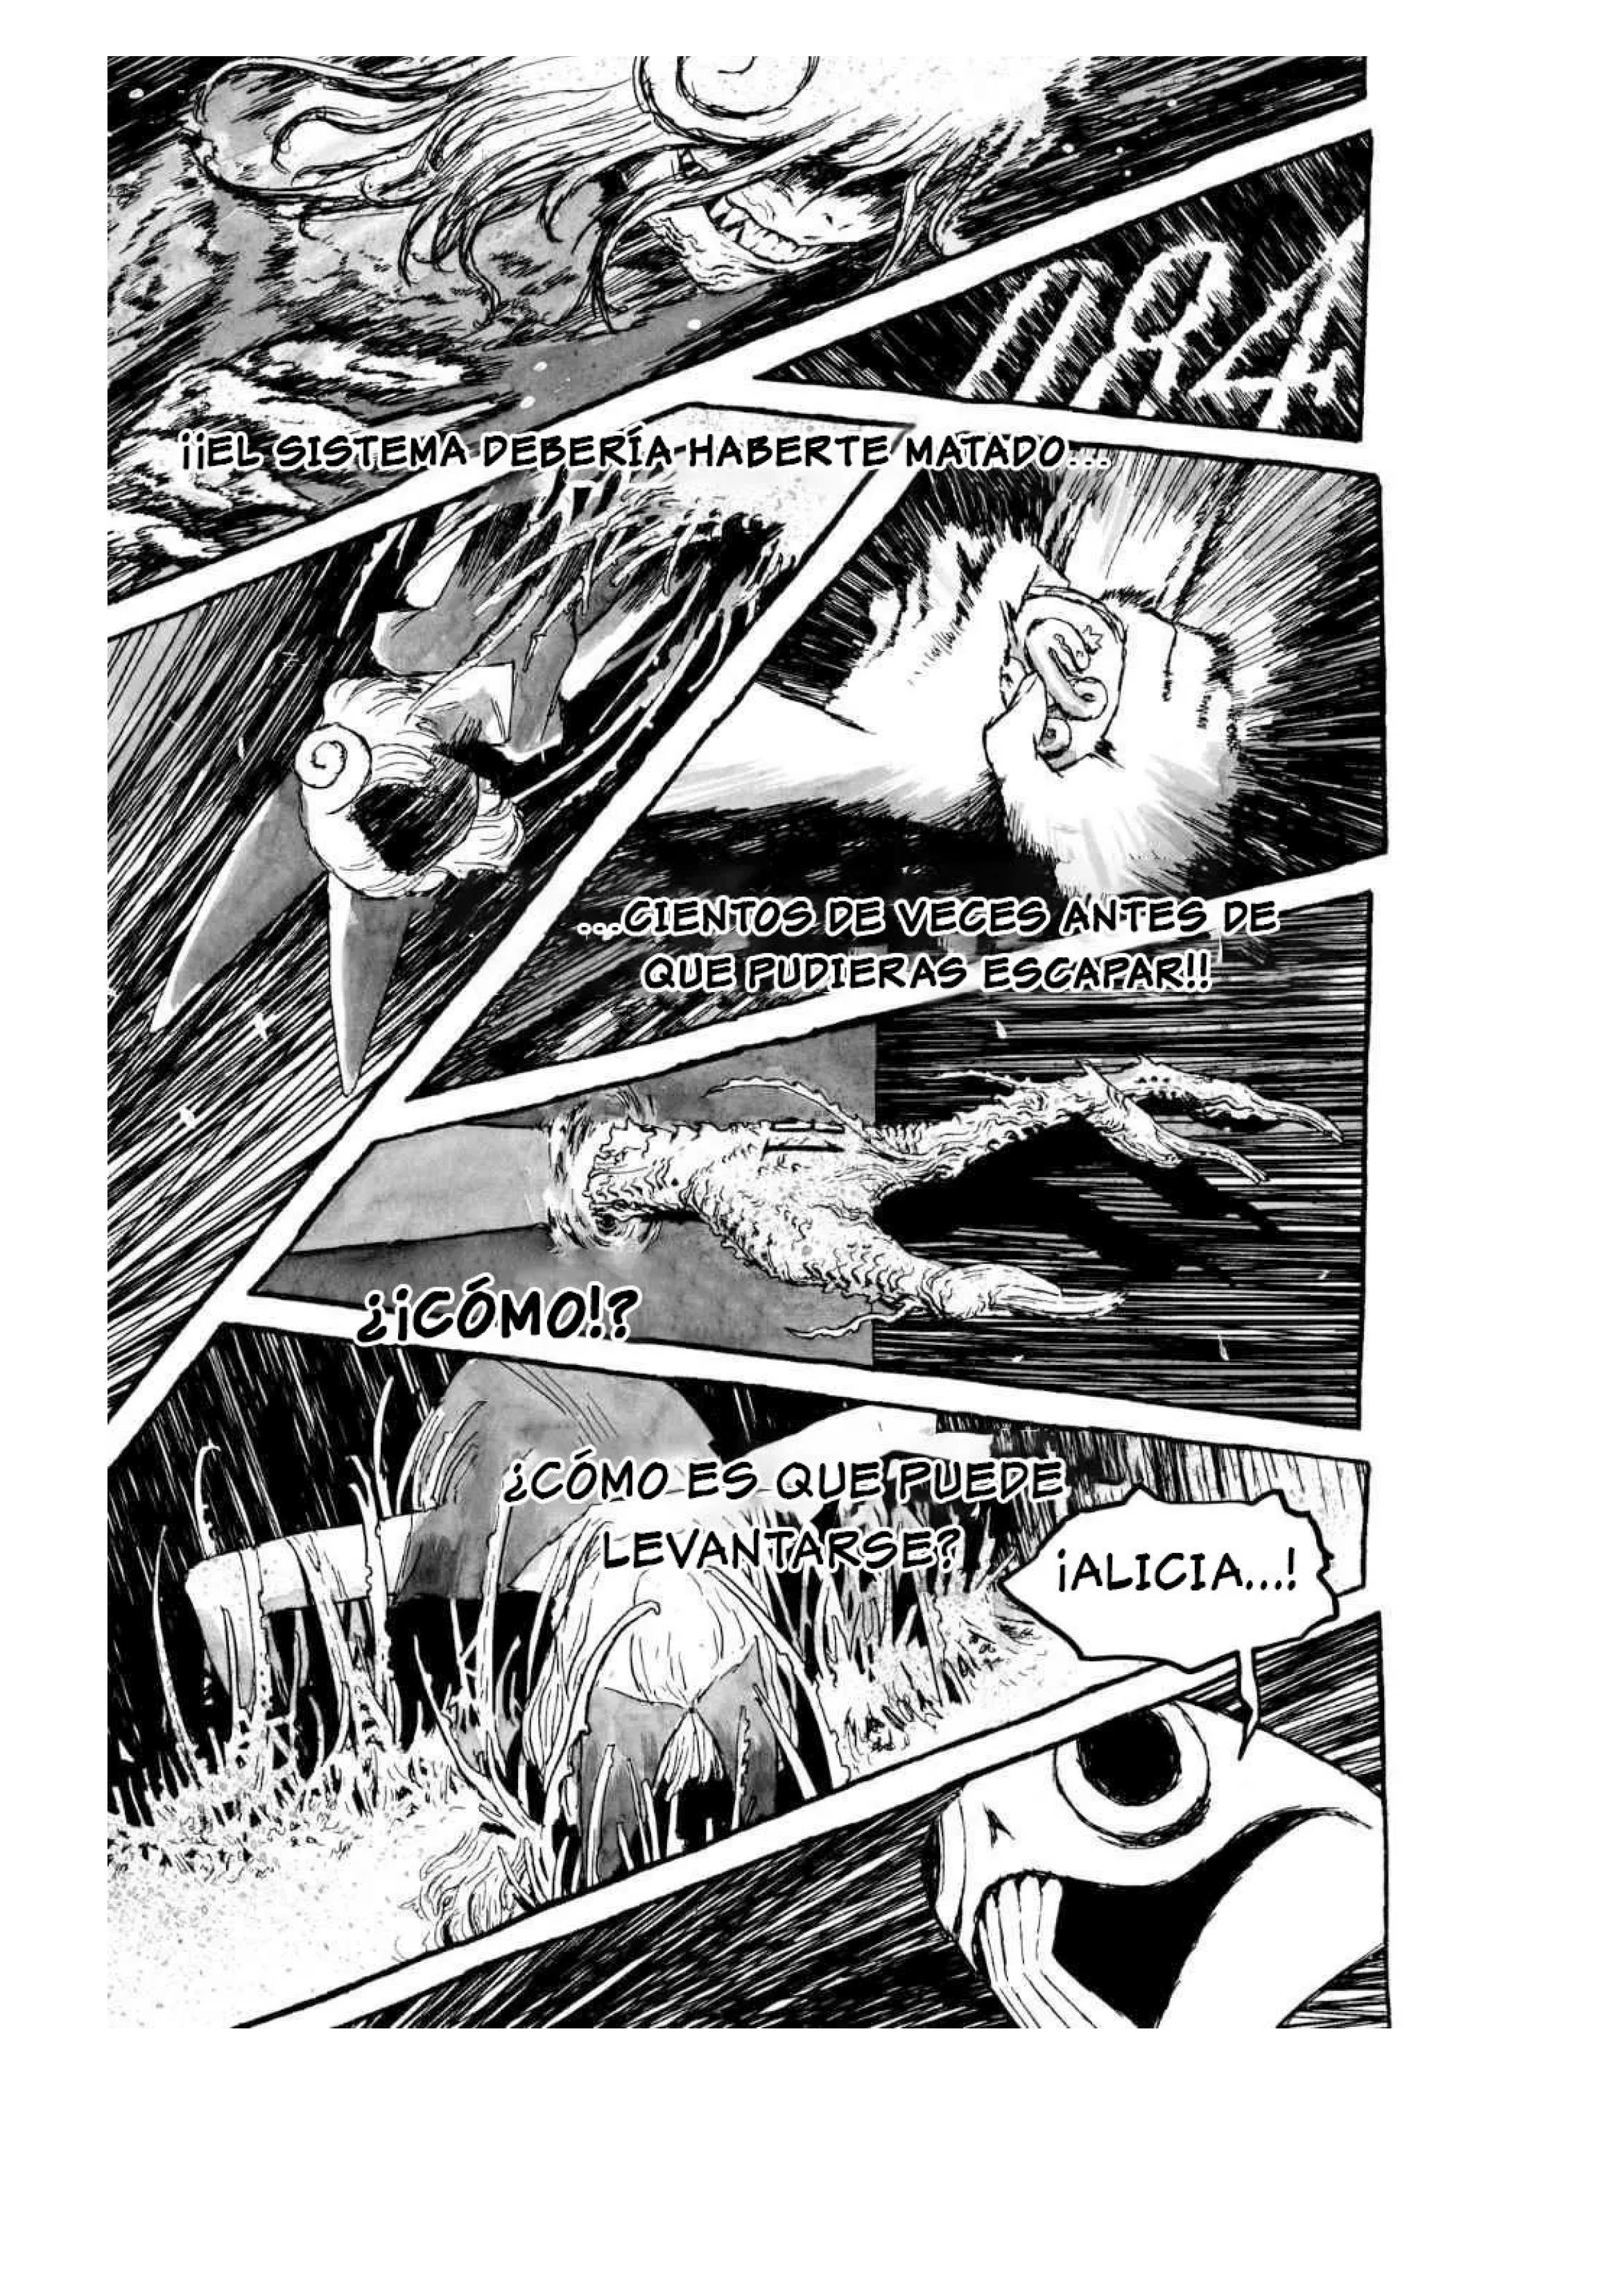 ¡¡EL SISTEMA DEBERÍA HABERTE MATADO...
...CIENTOS DE VECES ANTES DE
QUE PUDIERAS ESCAPAR!!
¿¡CÓMO!?
¿CÓMO ES QUE PUEDE
LEVANTARSE?
¡ALICIA...!